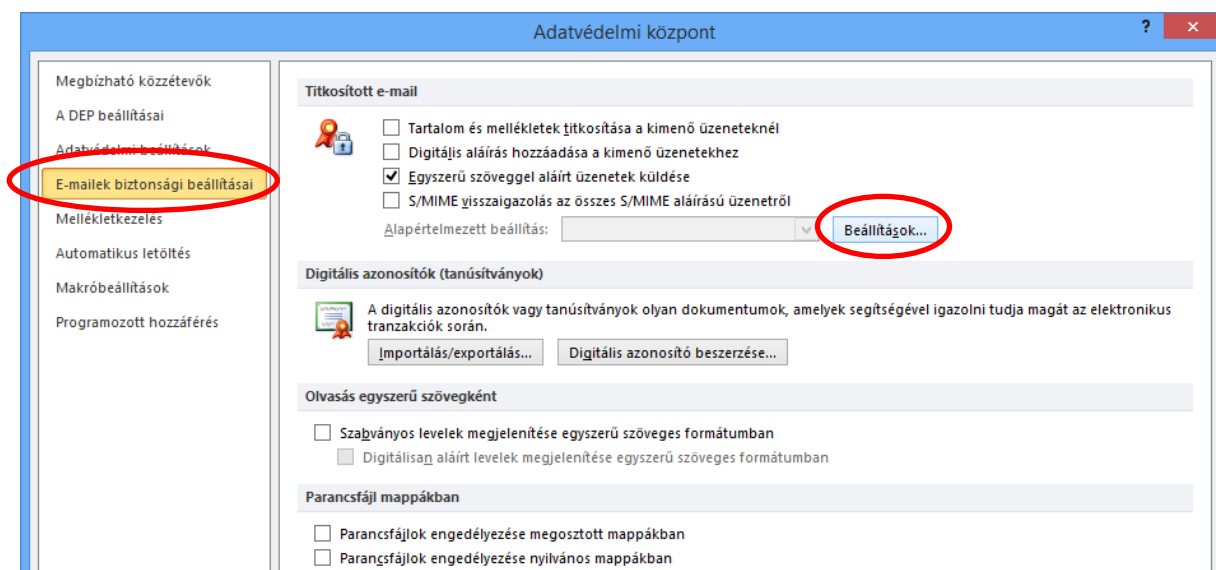 Adatvédelmi központ
?
Megbízható közzétevők
A DEP beállításai
Adatvédelmi beállítások
E-mailek biztonsági beállításai
Mellékletkezelés
Automatikus letöltés
Makróbeállítások
Programozott hozzáférés
Titkosított e-mail
Tartalom és mellékletek titkosítása a kimenő üzeneteknél
Digitális aláírás hozzáadása a kimenő üzenetekhez
Egyszerű szöveggel aláírt üzenetek küldése
S/MIME visszaigazolás az összes S/MIME aláírású üzenetről
Alapértelmezett beállítás:
Beállítások...
Digitális azonosítók (tanúsítványok)
A digitális azonosítók vagy tanúsítványok olyan dokumentumok, amelyek segítségével igazolni tudja magát az elektronikus
tranzakciók során.
Importálás/exportálás...
Digitális azonosító beszerzése...
Olvasás egyszerű szövegként
Szabványos levelek megjelenítése egyszerű szöveges formátumban
Digitálisan aláírt levelek megjelenítése egyszerű szöveges formátumban
Parancsfájl mappákban
Parancsfájlok engedélyezése megosztott mappákban
Parancsfájlok engedélyezése nyilvános mappákban